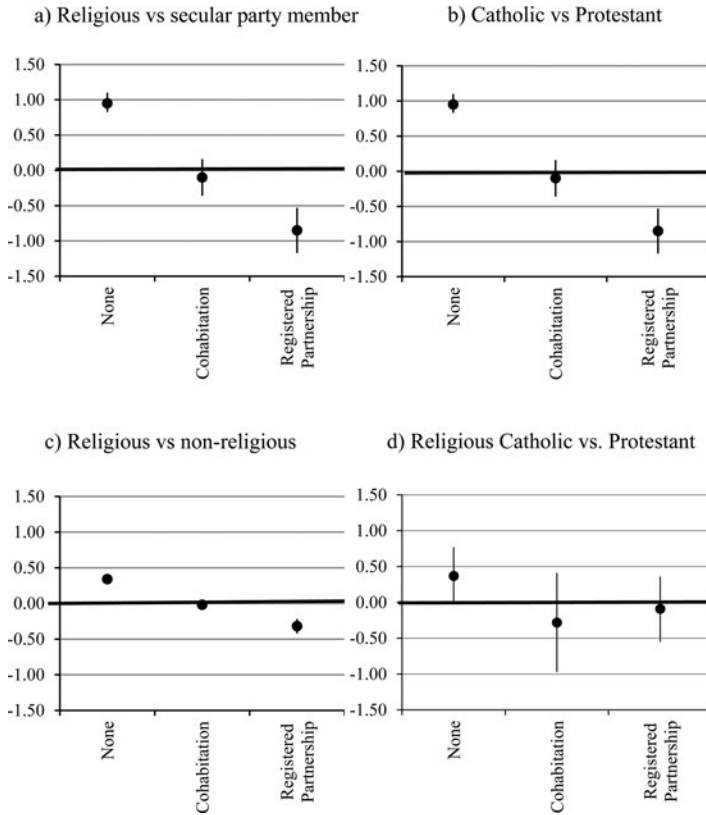 a) Religious vs secular party member
1.50
1.00
0.50
0.00
-0.50
-1.00
-1.50
None
Cohabitation
Registered
Partnership
b) Catholic vs Protestant
1.50
1.00
0.50
0.00
-0.50
-1.00
-1.50
None
Cohabitation
Registered
Partnership
c) Religious vs non-religious
1.50
1.00
0.50
0.00
-0.50
-1.00
-1.50
None
Cohabitation
Registered
Partnership
d) Religious Catholic vs. Protestant
1.50
1.00
0.50
0.00
-0.50
-1.00
-1.50
None
Cohabitation
Registered
Partnership